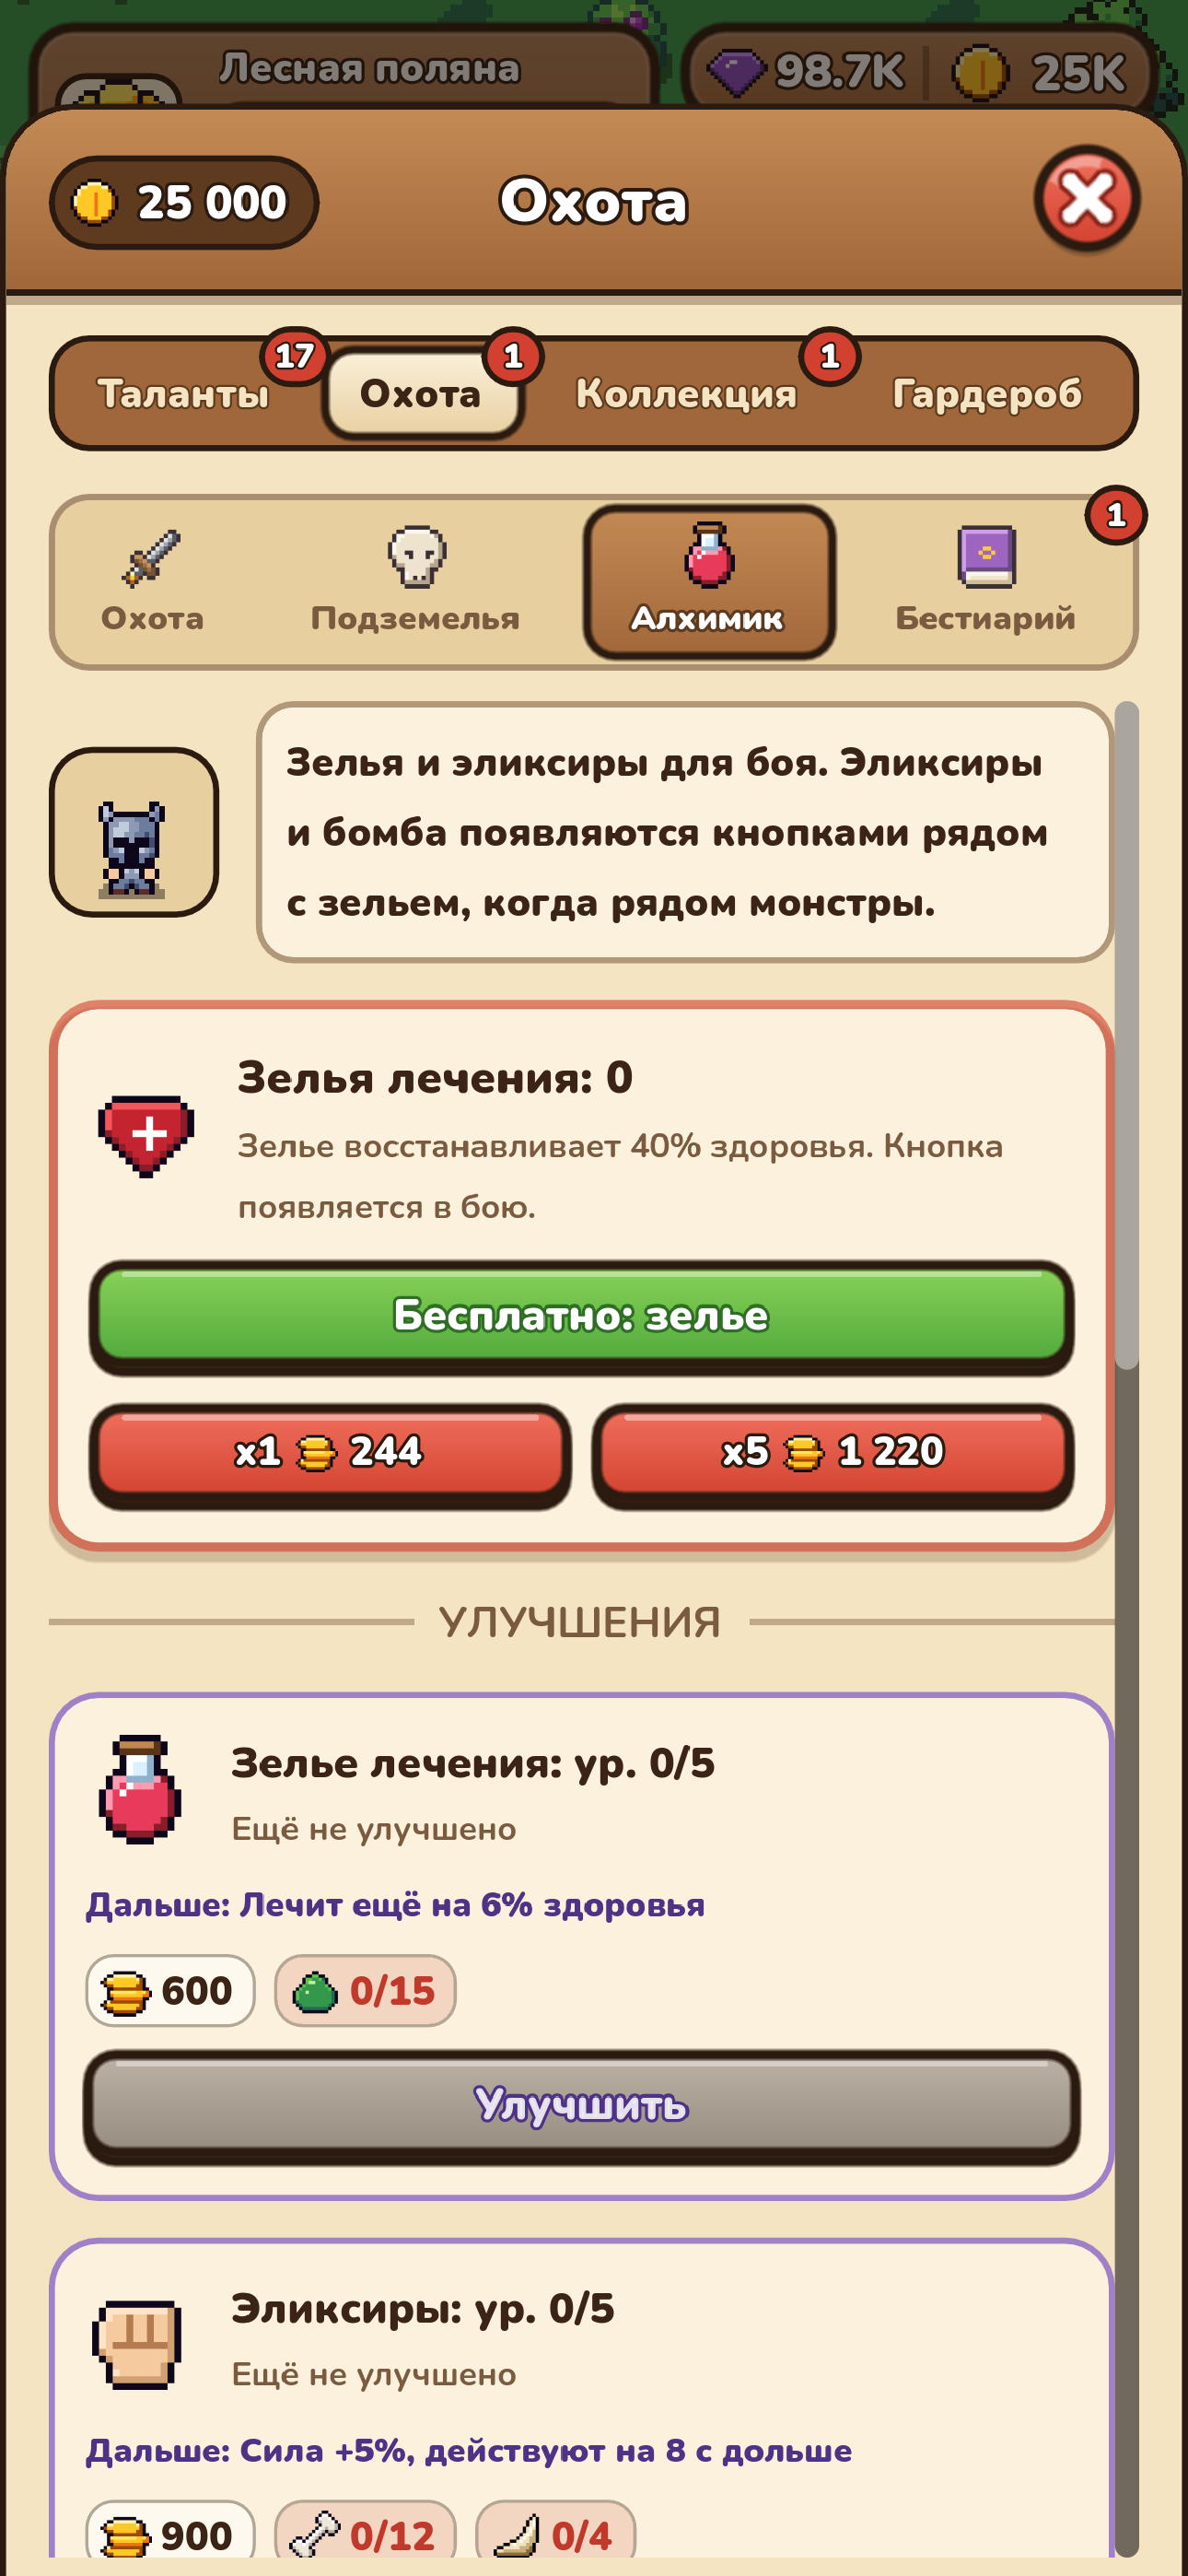 Лесная поляна
98.7K
25K
25 000
Охота
17
1
1
Таланты
Охота
Коллекция
Гардероб
1
Охота
Подземелья
Алхимик
Бестиарий
Зелья и эликсиры для боя. Эликсиры
и бомба появляются кнопками рядом
с зельем, когда рядом монстры.
Зелья лечения: 0
Зелье восстанавливает 40% здоровья. Кнопка
появляется в бою.
Бесплатно: зелье
x1 244
x5 1 220
УЛУЧШЕНИЯ
Зелье лечения: ур. 0/5
Ещё не улучшено
Дальше: Лечит ещё на 6% здоровья
600
0/15
Улучшить
Эликсиры: ур. 0/5
Ещё не улучшено
Дальше: Сила +5%, действуют на 8 с дольше
900
0/12
0/4